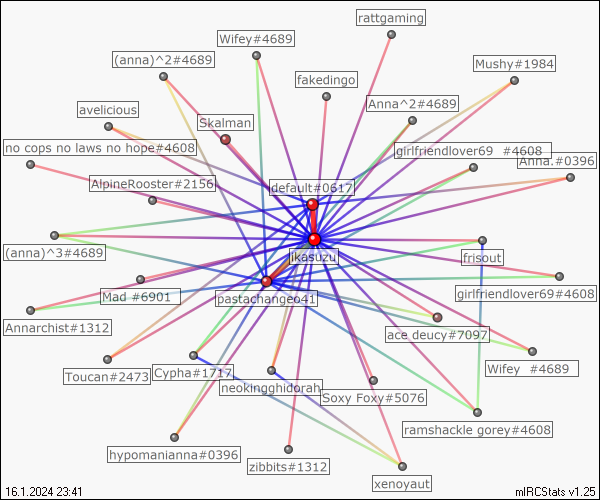 rattgaming
Wifey#4689
(anna)^2#4689
Mushy#1984
fakedingo
Anna^2#4689
avelicious
Skalman
no cops no laws no hope#4608
girlfriendlover69 #4608
Anna.#0396
AlpineRooster#2156
default#0617
(anna)^3#4689
ikasuzu
frisout
Mad #6901
pastachangeo41
girlfriendlover69#4608
Annarchist#1312
ace deucy#7097
Toucan#2473
Cypha#1717
Wifey #4689
neokingghidorah
Soxy Foxy#5076
ramshackle gorey#4608
hypomanianna#0396
zibbits#1312
xenoyaut
16.1.2024 23:41
mIRCStats v1.25